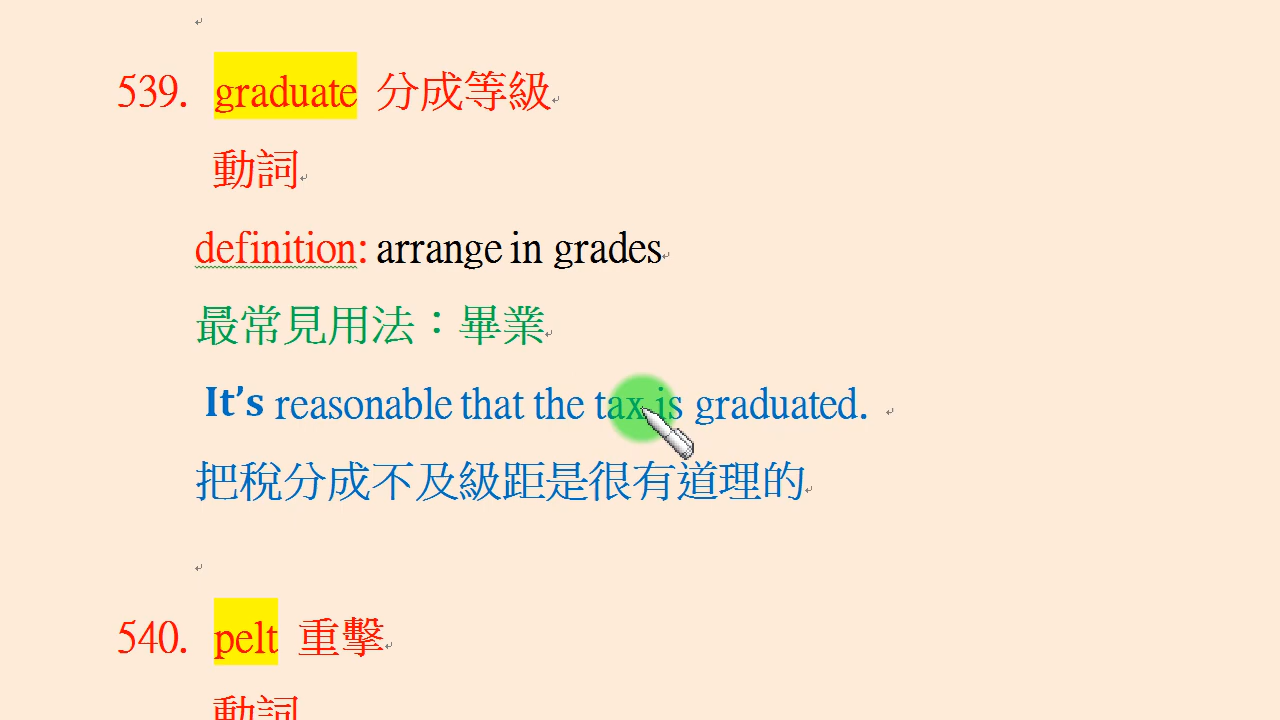 539. graduate 分成等級
動詞
definition: arrange in grades
最常見用法：畢業
It's reasonable that the tax is graduated.
把稅分成不及級距是很有道理的
540. pelt 重擊
動詞